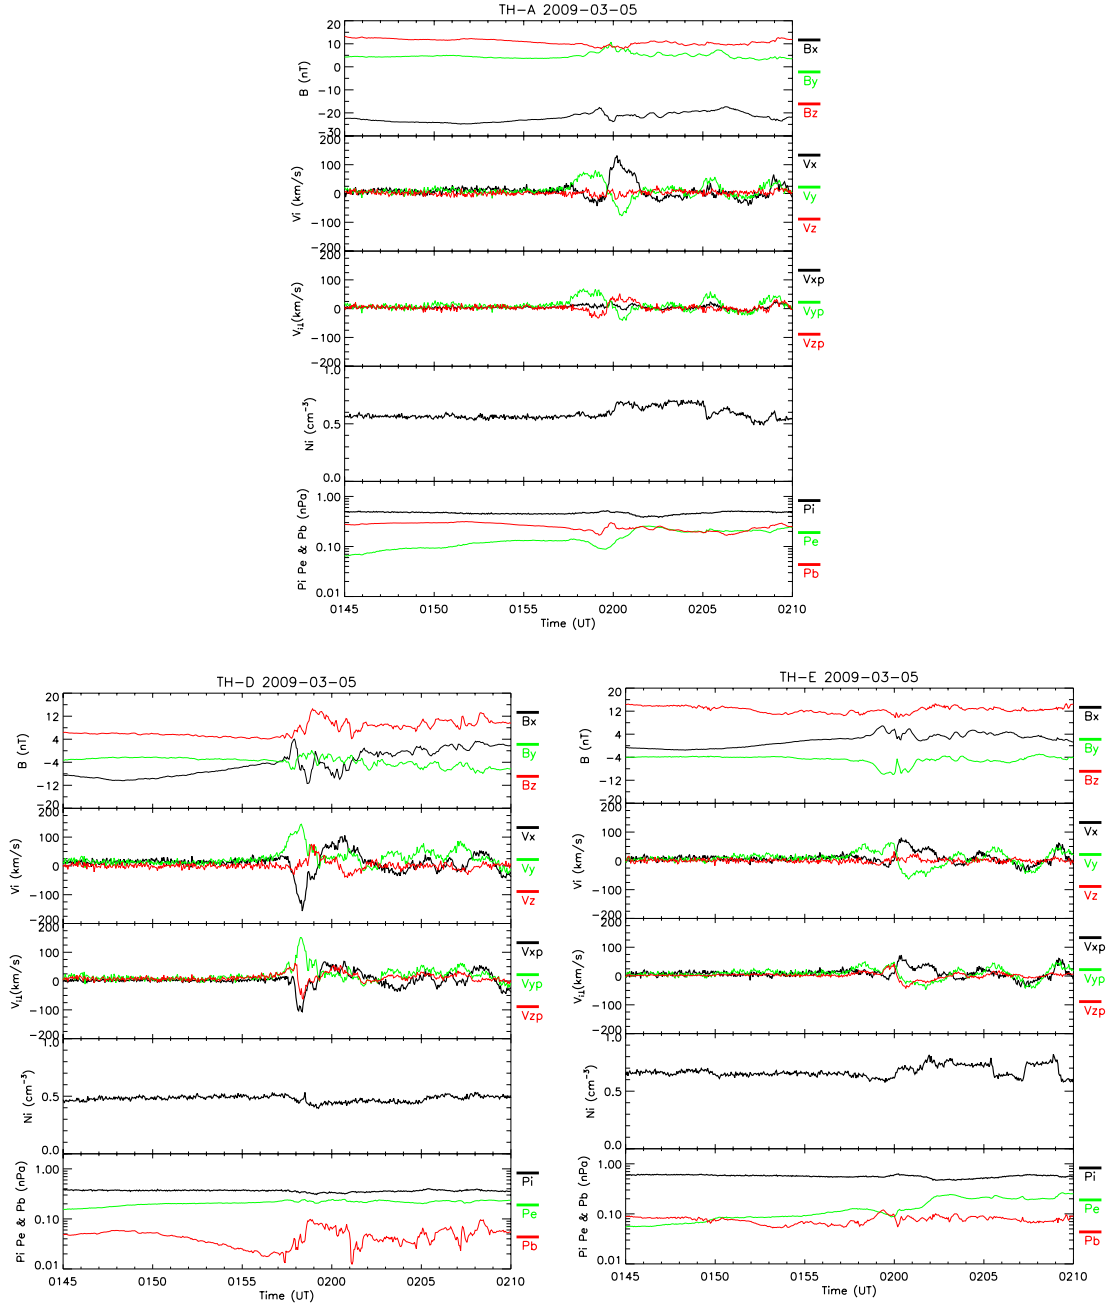 TH-A 2009-03-05
20
10
0
-10
-20
-30
B (nT)
Bx
By
Bz
200
100
0
-100
-200
Vi (km/s)
Vx
Vy
Vz
200
100
0
-100
-200
Vi⊥(km/s)
Vxp
Vyp
Vzp
1.0
0.5
0.0
Ni (cm⁻³)
1.00
0.10
0.01
Pi Pe & Pb (nPa)
Pi
Pe
Pb
0145 0150 0155 0200 0205 0210
Time (UT)
TH-D 2009-03-05
20
12
4
-4
-12
-20
B (nT)
Bx
By
Bz
200
100
0
-100
-200
Vi (km/s)
Vx
Vy
Vz
200
100
0
-100
-200
Vi⊥(km/s)
Vxp
Vyp
Vzp
1.0
0.5
0.0
Ni (cm⁻³)
1.00
0.10
0.01
Pi Pe & Pb (nPa)
Pi
Pe
Pb
0145 0150 0155 0200 0205 0210
Time (UT)
TH-E 2009-03-05
20
12
4
-4
-12
-20
B (nT)
Bx
By
Bz
200
100
0
-100
-200
Vi (km/s)
Vx
Vy
Vz
200
100
0
-100
-200
Vi⊥(km/s)
Vxp
Vyp
Vzp
1.0
0.5
0.0
Ni (cm⁻³)
1.00
0.10
0.01
Pi Pe & Pb (nPa)
Pi
Pe
Pb
0145 0150 0155 0200 0205 0210
Time (UT)